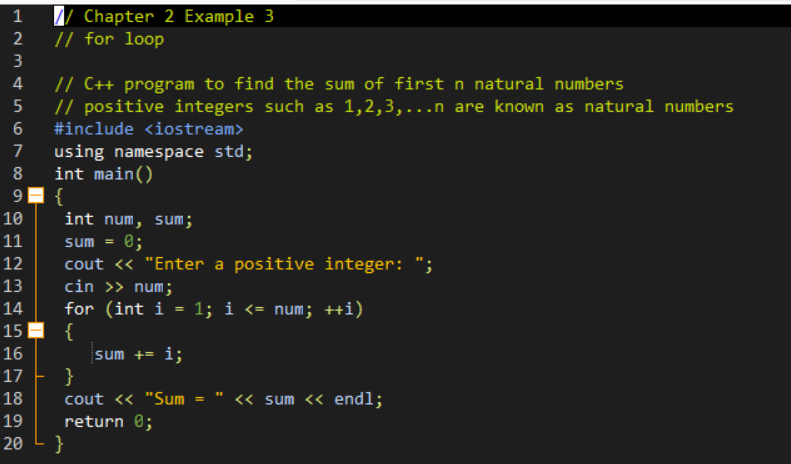 1 // Chapter 2 Example 3
2 // for loop
3
4 // C++ program to find the sum of first n natural numbers
5 // positive integers such as 1,2,3,...n are known as natural numbers
6 #include <iostream>
7 using namespace std;
8 int main()
9 {
10 int num, sum;
11 sum = 0;
12 cout << "Enter a positive integer: ";
13 cin >> num;
14 for (int i = 1; i <= num; ++i)
15 {
16 sum += i;
17 }
18 cout << "Sum = " << sum << endl;
19 return 0;
20 }